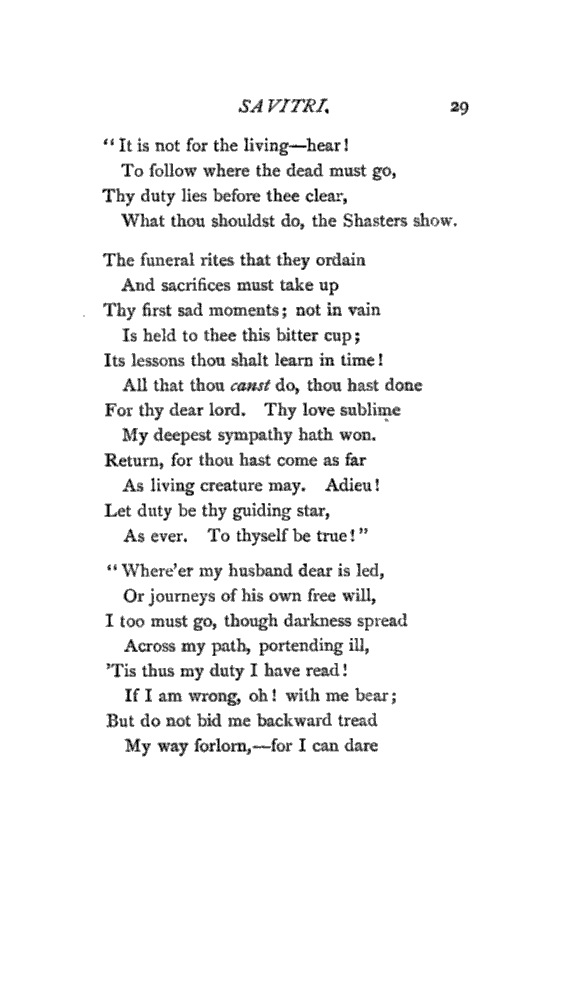 SAVITRI. 29
“It is not for the living—hear!
To follow where the dead must go,
Thy duty lies before thee clear,
What thou shouldst do, the Shasters show.
The funeral rites that they ordain
And sacrifices must take up
Thy first sad moments; not in vain
Is held to thee this bitter cup;
Its lessons thou shalt learn in time!
All that thou canst do, thou hast done
For thy dear lord. Thy love sublime
My deepest sympathy hath won.
Return, for thou hast come as far
As living creature may. Adieu!
Let duty be thy guiding star,
As ever. To thyself be true!”
“Where’er my husband dear is led,
Or journeys of his own free will,
I too must go, though darkness spread
Across my path, portending ill,
’Tis thus my duty I have read!
If I am wrong, oh! with me bear;
But do not bid me backward tread
My way forlorn,—for I can dare